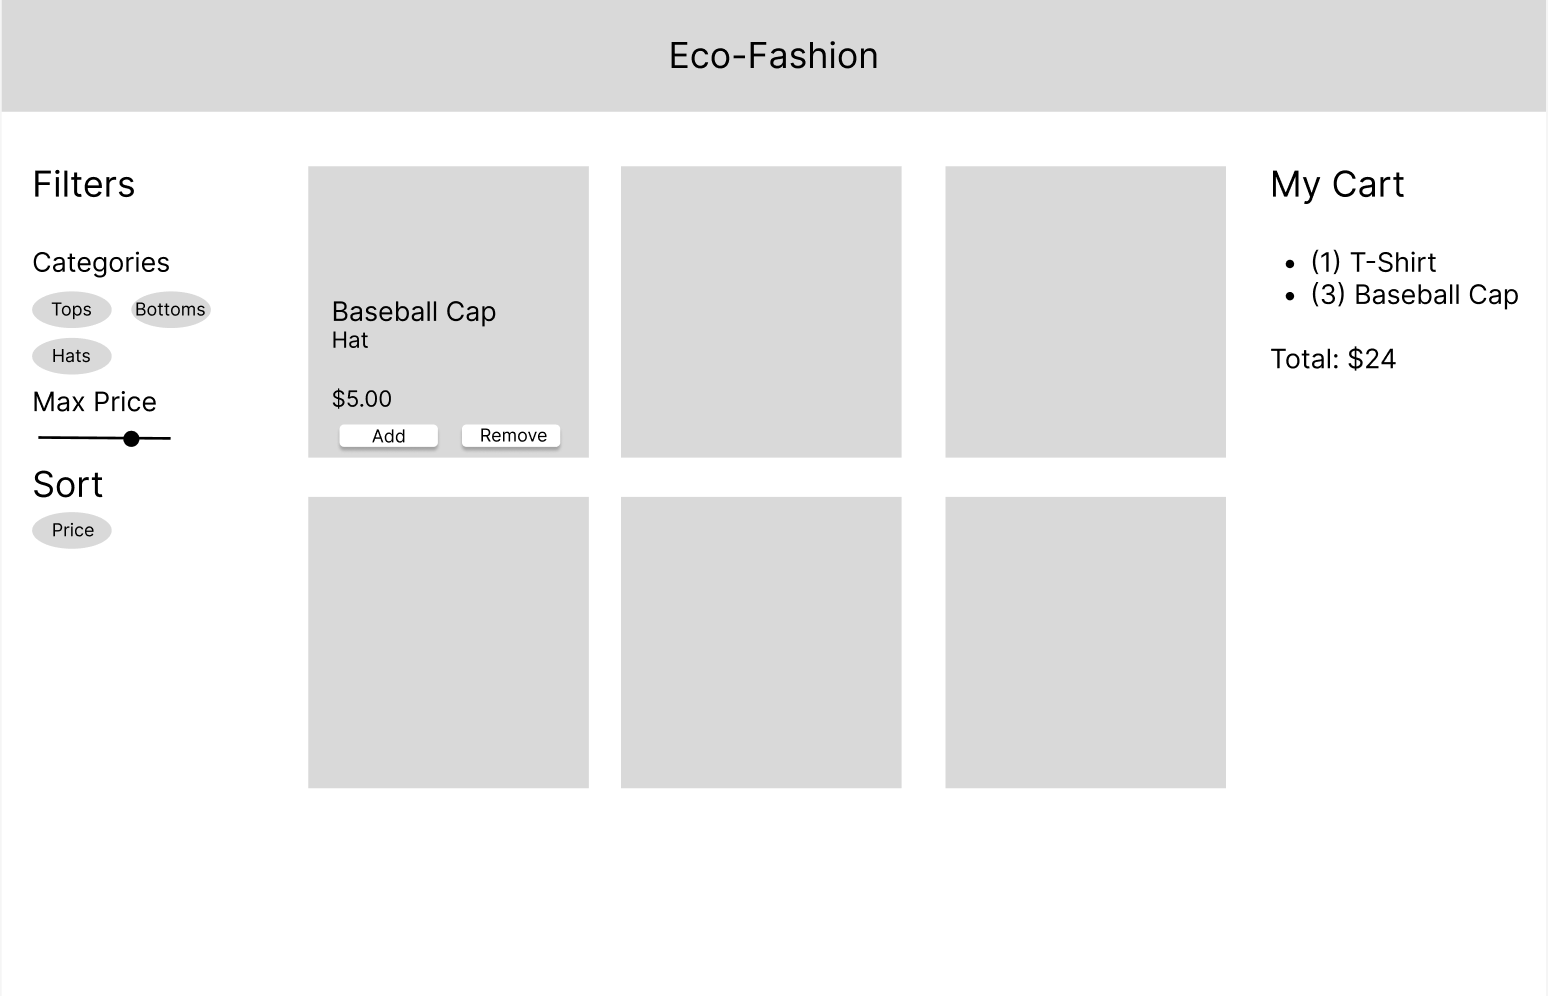 Eco-Fashion
Filters
Categories
Tops Bottoms
Hats
Max Price
Sort
Price
Baseball Cap
Hat
$5.00
Add Remove
My Cart
• (1) T-Shirt
• (3) Baseball Cap
Total: $24